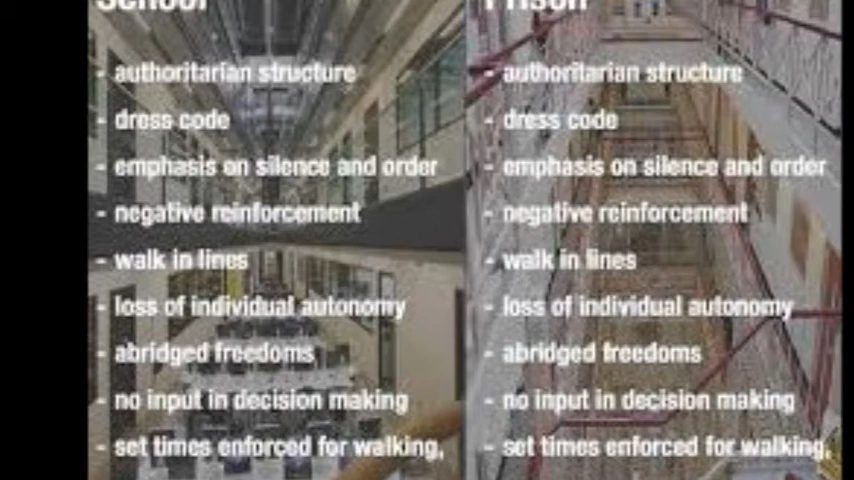 School
- authoritarian structure
- dress code
- emphasis on silence and order
- negative reinforcement
- walk in lines
- loss of individual autonomy
- abridged freedoms
- no input in decision making
- set times enforced for walking,
Prison
- authoritarian structure
- dress code
- emphasis on silence and order
- negative reinforcement
- walk in lines
- loss of individual autonomy
- abridged freedoms
- no input in decision making
- set times enforced for walking,